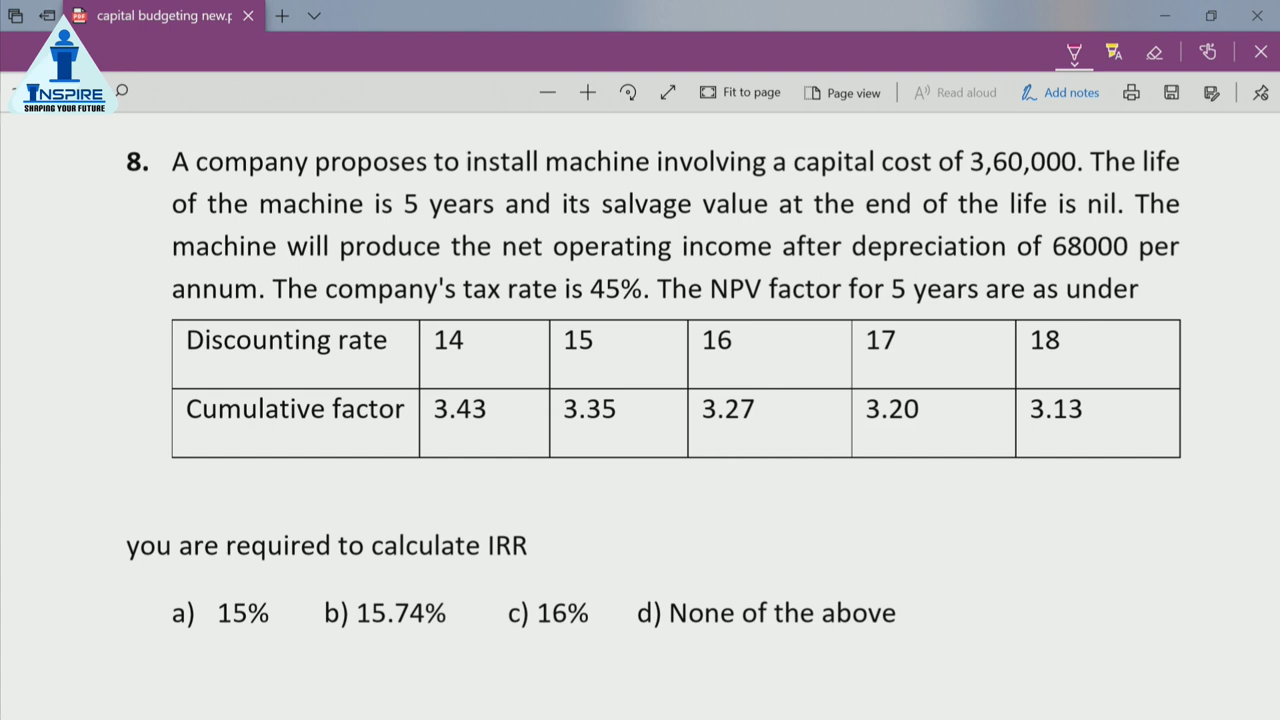 capital budgeting new.p
INSPIRE
SHAPING YOUR FUTURE
Fit to page
Page view
Read aloud
Add notes
8. A company proposes to install machine involving a capital cost of 3,60,000. The life
of the machine is 5 years and its salvage value at the end of the life is nil. The
machine will produce the net operating income after depreciation of 68000 per
annum. The company's tax rate is 45%. The NPV factor for 5 years are as under
Discounting rate 14 15 16 17 18
Cumulative factor 3.43 3.35 3.27 3.20 3.13
you are required to calculate IRR
a) 15% b) 15.74% c) 16% d) None of the above